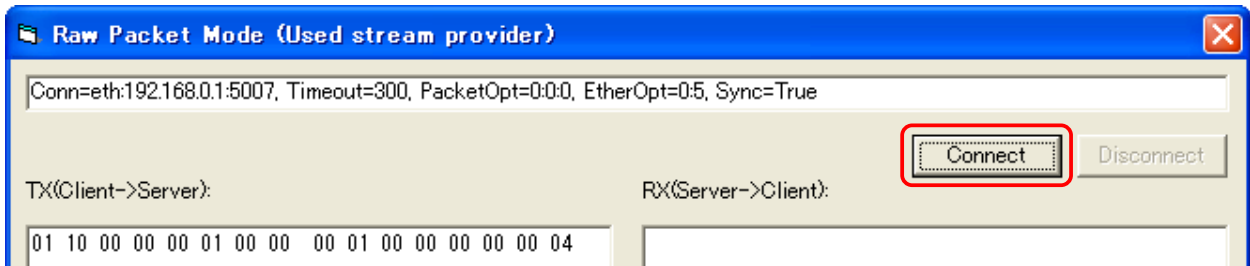 Raw Packet Mode (Used stream provider)
Conn=eth:192.168.0.1:5007, Timeout=300, PacketOpt=0:0:0, EtherOpt=0:5, Sync=True
Connect Disconnect
TX(Client->Server): RX(Server->Client):
01 10 00 00 00 01 00 00  00 01 00 00 00 00 00 04